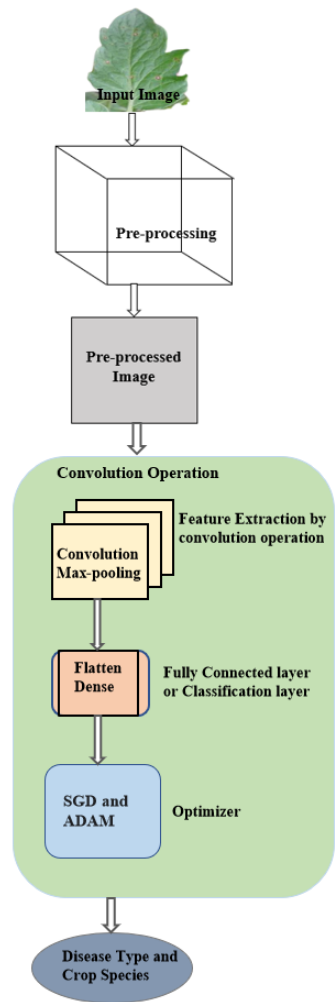 Input Image
Pre-processing
Pre-processed
Image
Convolution Operation
Feature Extraction by
convolution operation
Convolution
Max-pooling
Flatten
Dense
Fully Connected layer
or Classification layer
SGD and
ADAM
Optimizer
Disease Type and
Crop Species